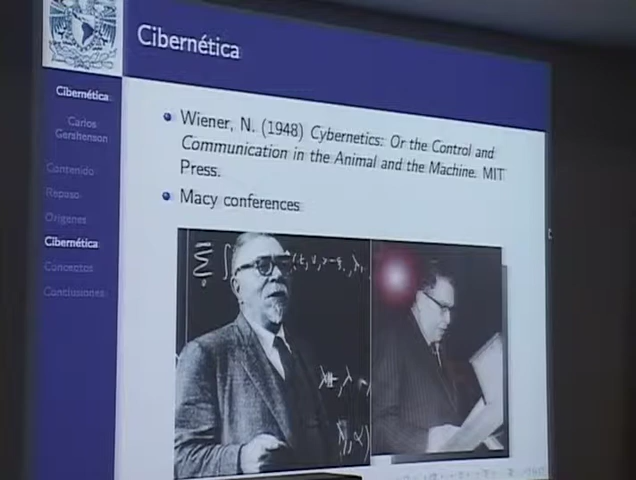 Cibernética
Cibernética
Carlos
Gershenson
Contenido
Repaso
Orígenes
Cibernética
Conceptos
Conclusiones
Wiener, N. (1948) Cybernetics: Or the Control and
Communication in the Animal and the Machine. MIT
Press.
Macy conferences